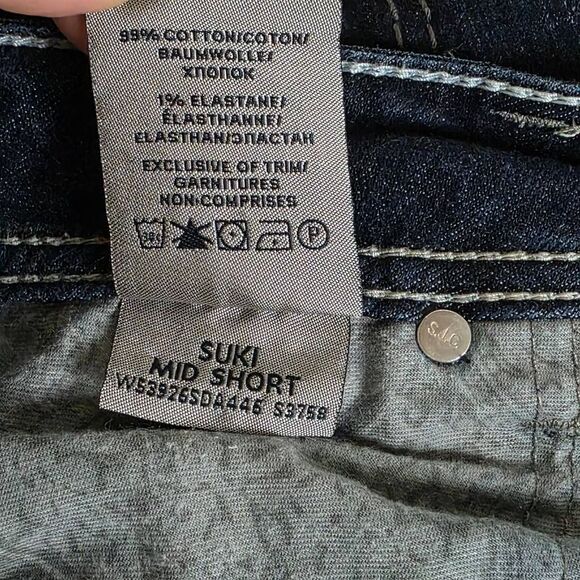 99% COTTON/COTON/
BAUMWOLLE/
ХЛОПОК
1% ELASTANE/
ÉLASTHANNE/
ELASTHAN/ЭЛАСТАН
EXCLUSIVE OF TRIM/
GARNITURES
NON-COMPRISES
P
SUKI
MID SHORT
W53926SDA446 S3758
S.J.C.